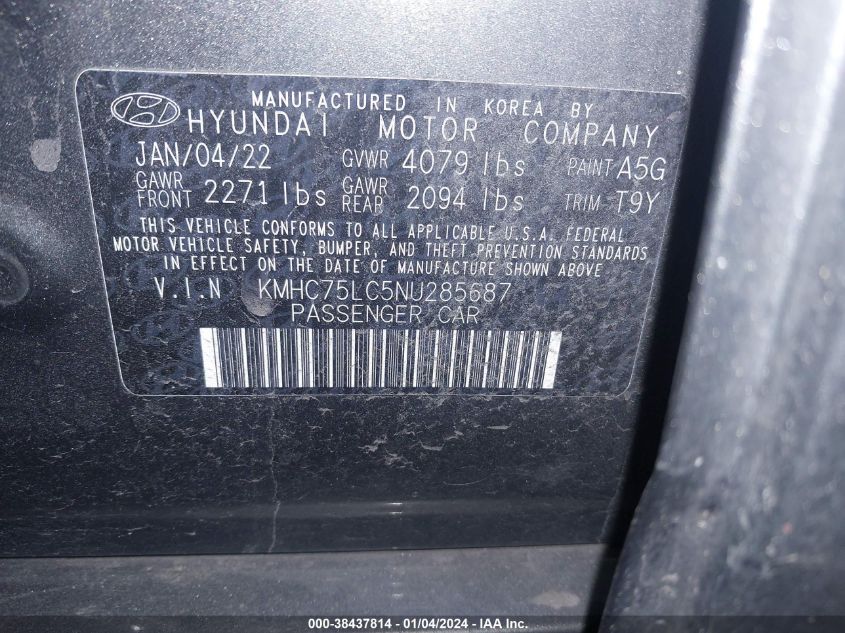 MANUFACTURED IN KOREA BY
HYUNDAI MOTOR COMPANY
JAN/04/22 GVWR 4079 lbs PAINT A5G
GAWR FRONT 2271 lbs GAWR REAR 2094 lbs TRIM T9Y
THIS VEHICLE CONFORMS TO ALL APPLICABLE U.S.A. FEDERAL
MOTOR VEHICLE SAFETY, BUMPER, AND THEFT PREVENTION STANDARDS
IN EFFECT ON THE DATE OF MANUFACTURE SHOWN ABOVE
V.I.N KMHC75LC5NU285687
PASSENGER CAR
000-38437814 - 01/04/2024 - IAA Inc.